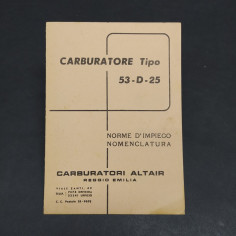 CARBURATORE Tipo
53-D-25
NORME D'IMPIEGO
NOMENCLATURA
CARBURATORI ALTAIR
REGGIO EMILIA